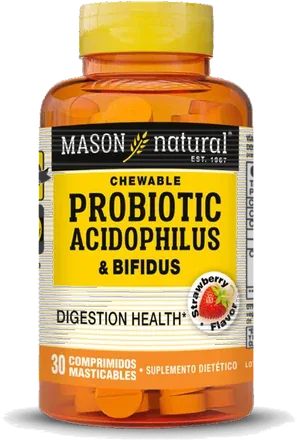 MASON natural®
EST. 1967
CHEWABLE
PROBIOTIC
ACIDOPHILUS
& BIFIDUS
Strawberry
Flavor
DIGESTION HEALTH*
30 COMPRIMIDOS
MASTICABLES
• SUPLEMENTO DIETÉTICO